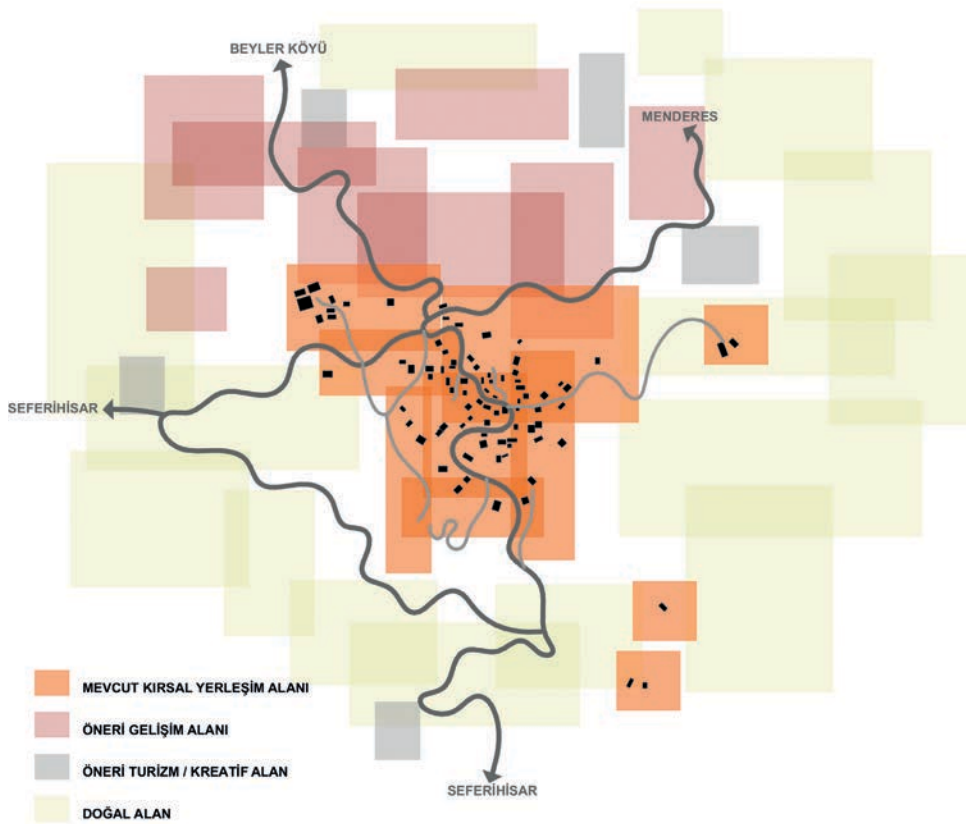 BEYLER KÖYÜ
MENDERES
SEFERİHİSAR
MEVCUT KIRSAL YERLEŞİM ALANI
ÖNERİ GELİŞİM ALANI
ÖNERİ TURİZM / KREATİF ALAN
SEFERİHİSAR
DOĞAL ALAN